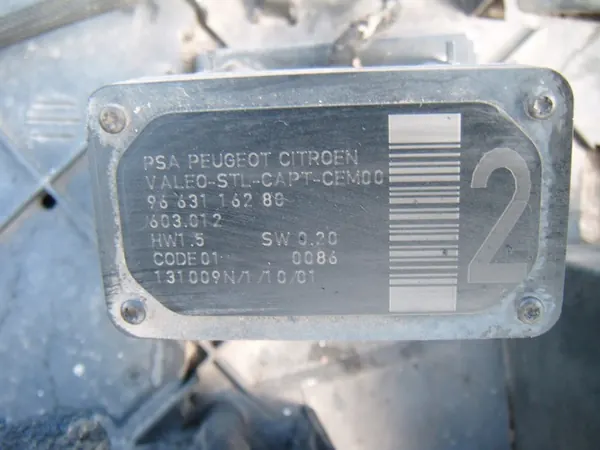 PSA PEUGEOT CITROEN
VALEO-STL-CAPT-CEM00
96 631 162 80
603.012
HW1.5 SW 0.20
CODE 01 0086
131009N/1/10/01
2